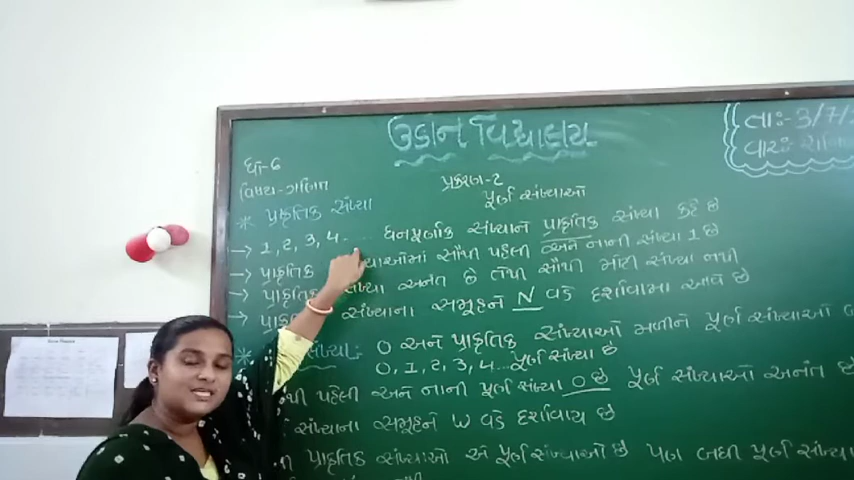 ઉડાન વિદ્યાલય
તા:- 3/7/
વાર:-
ધો-6
વિષય-ગણિત
પ્રકરણ-2
પૂર્ણ સંખ્યાઓ
* પ્રાકૃતિક સંખ્યા
→ 1, 2, 3, 4..... ધનપૂર્ણાંક સંખ્યાને પ્રાકૃતિક સંખ્યા કહે છે
→ પ્રાકૃતિક સૌથી પહેલી અને નાની સંખ્યા 1 છે
→ પ્રાકૃતિક સંખ્યા અનંત છે તેથી સૌથી મોટી સંખ્યા નથી
→ સંખ્યાના સમૂહને N વડે દર્શાવામા આવે છે
* સંખ્યા:- 0 અને પ્રાકૃતિક સંખ્યાઓ મળીને પૂર્ણ સંખ્યાઓ
0, 1, 2, 3, 4...પૂર્ણ સંખ્યા છે
પહેલી અને નાની પૂર્ણ સંખ્યા 0 છે પૂર્ણ સંખ્યાઓ અનંત છે
સંખ્યાના સમૂહને W વડે દર્શાવાય છે
પ્રાકૃતિક સંખ્યાઓ એ પૂર્ણ સંખ્યાઓ છે પણ બધી પૂર્ણ